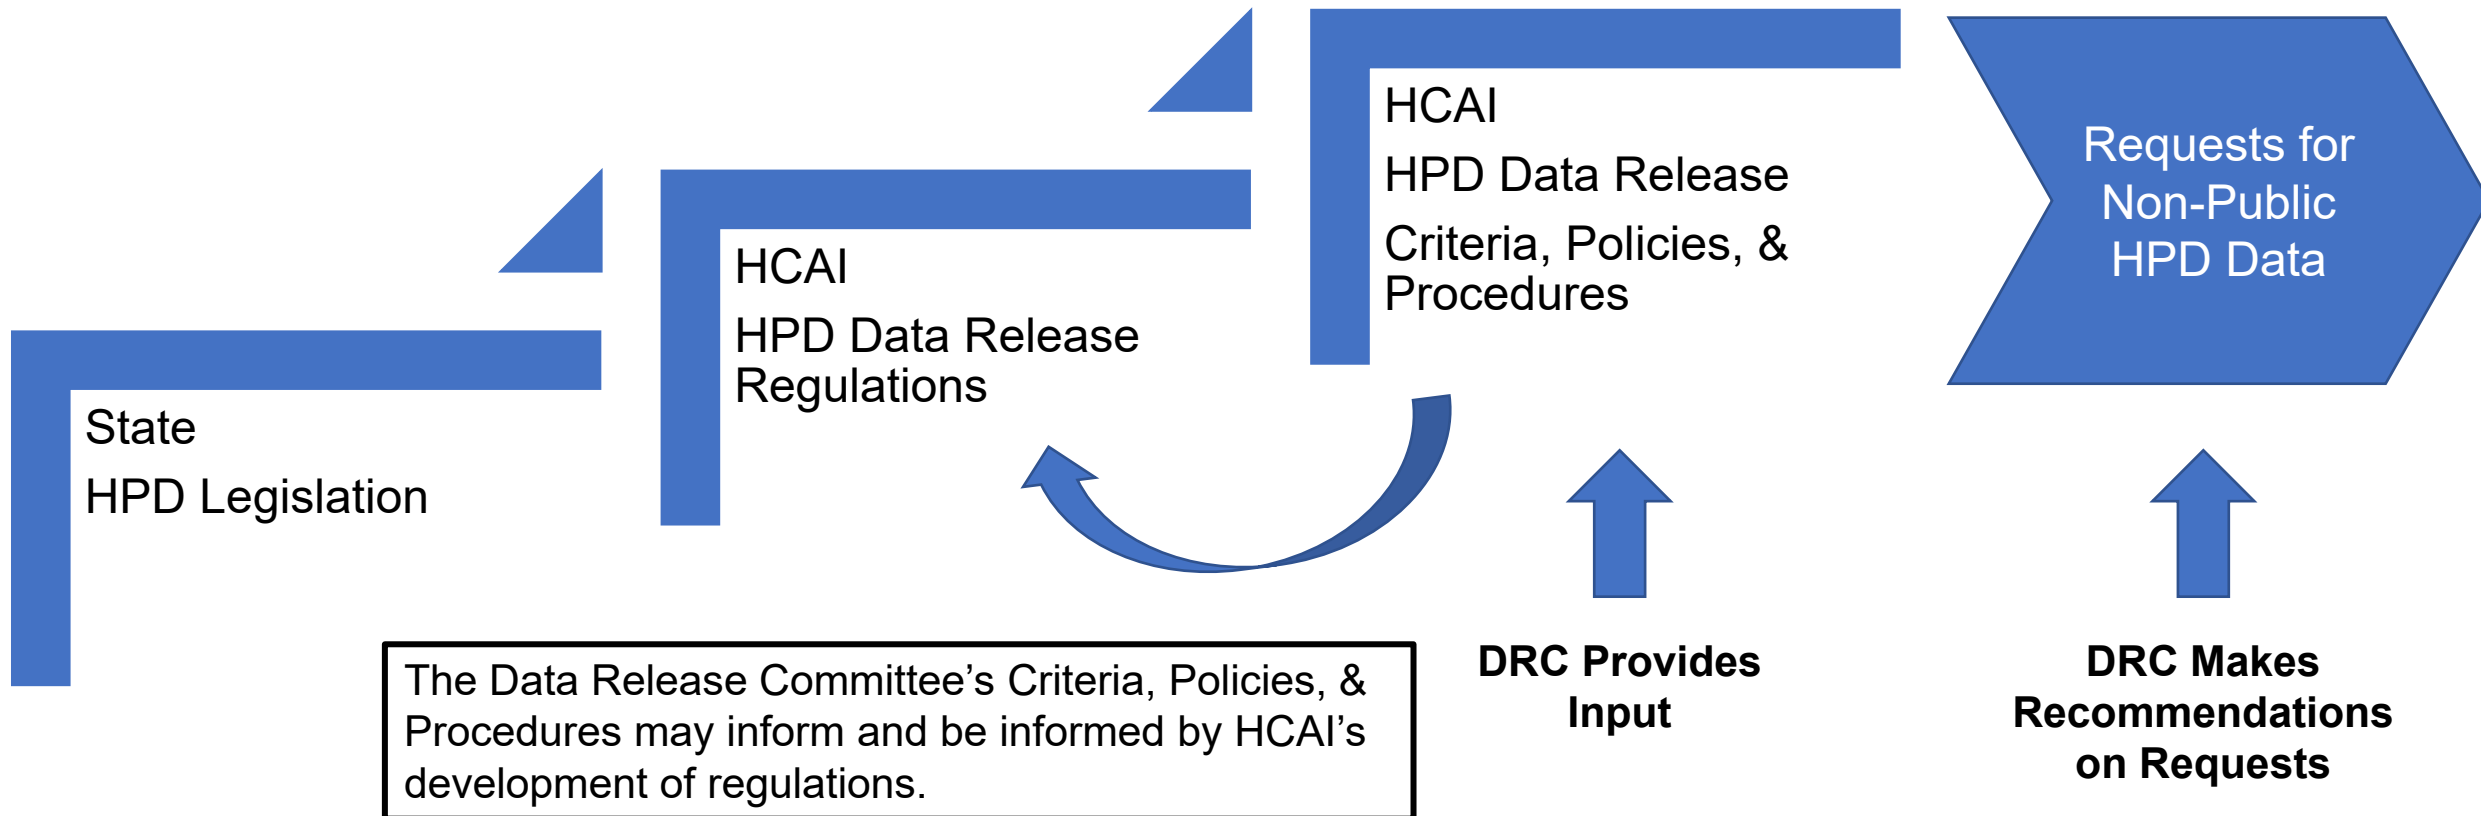 State
HPD Legislation
HCAI
HPD Data Release
Regulations
HCAI
HPD Data Release
Criteria, Policies, &
Procedures
Requests for
Non-Public
HPD Data
The Data Release Committee’s Criteria, Policies, &
Procedures may inform and be informed by HCAI’s
development of regulations.
DRC Provides
Input
DRC Makes
Recommendations
on Requests